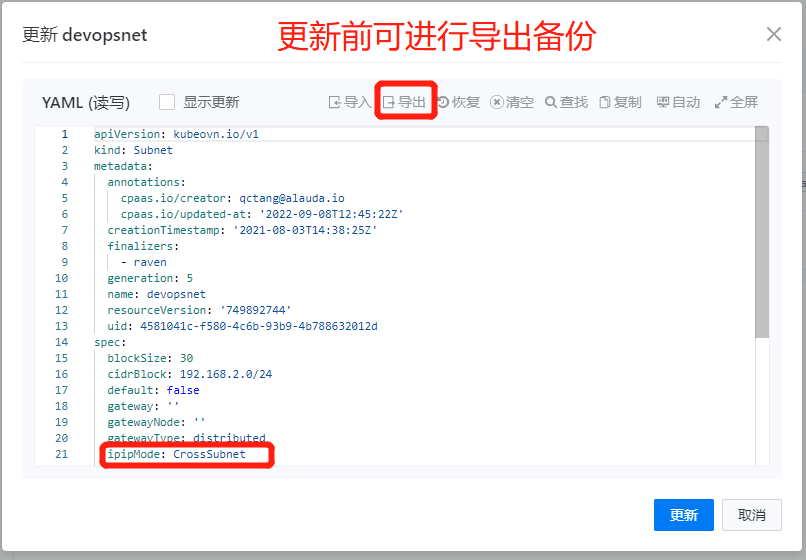 更新 devopsnet
更新前可进行导出备份
YAML (读写) 显示更新 导入 导出 恢复 清空 查找 复制 自动 全屏
1 apiVersion: kubeovn.io/v1
2 kind: Subnet
3 metadata:
4 annotations:
5 cpaas.io/creator: qctang@alauda.io
6 cpaas.io/updated-at: '2022-09-08T12:45:22Z'
7 creationTimestamp: '2021-08-03T14:38:25Z'
8 finalizers:
9 - raven
10 generation: 5
11 name: devopsnet
12 resourceVersion: '749892744'
13 uid: 4581041c-f580-4c6b-93b9-4b788632012d
14 spec:
15 blockSize: 30
16 cidrBlock: 192.168.2.0/24
17 default: false
18 gateway: ''
19 gatewayNode: ''
20 gatewayType: distributed
21 ipipMode: CrossSubnet
更新 取消